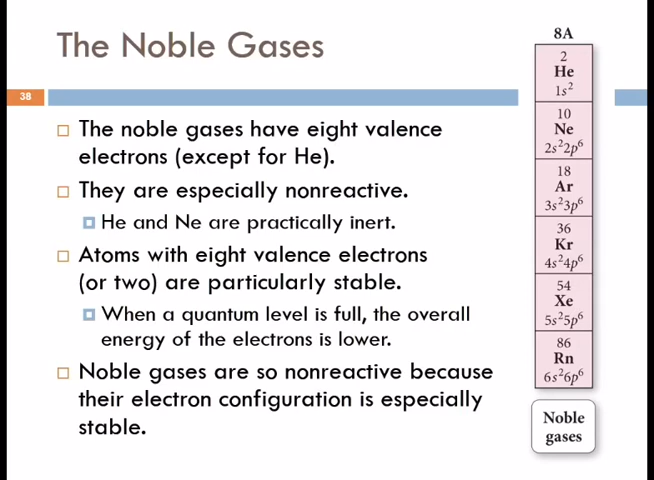 The Noble Gases
38
The noble gases have eight valence
electrons (except for He).
They are especially nonreactive.
He and Ne are practically inert.
Atoms with eight valence electrons
(or two) are particularly stable.
When a quantum level is full, the overall
energy of the electrons is lower.
Noble gases are so nonreactive because
their electron configuration is especially
stable.
8A
2
He
1s²
10
Ne
2s²2p⁶
18
Ar
3s²3p⁶
36
Kr
4s²4p⁶
54
Xe
5s²5p⁶
86
Rn
6s²6p⁶
Noble
gases